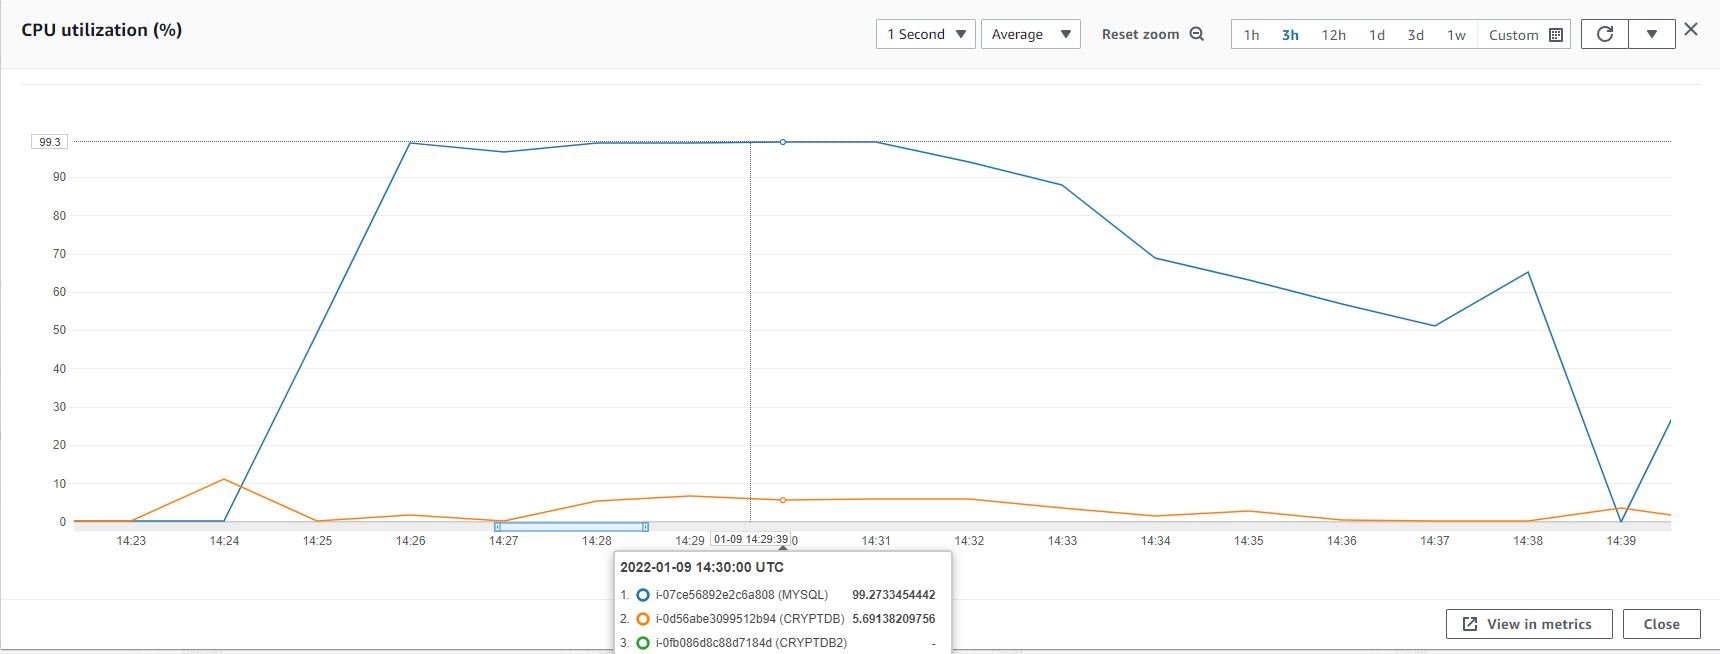 CPU utilization (%)
1 Second ▼ Average ▼ Reset zoom 1h 3h 12h 1d 3d 1w Custom
99.3
90
80
70
60
50
40
30
20
10
0
14:23 14:24 14:25 14:26 14:27 14:28 14:29 01-09 14:29:39 0 14:31 14:32 14:33 14:34 14:35 14:36 14:37 14:38 14:39
2022-01-09 14:30:00 UTC
1. i-07ce56892e2c6a808 (MYSQL) 99.2733454442
2. i-0d56abe3099512b94 (CRYPTDB) 5.69138209756
3. i-0fb086d8c88d7184d (CRYPTDB2) -
View in metrics Close